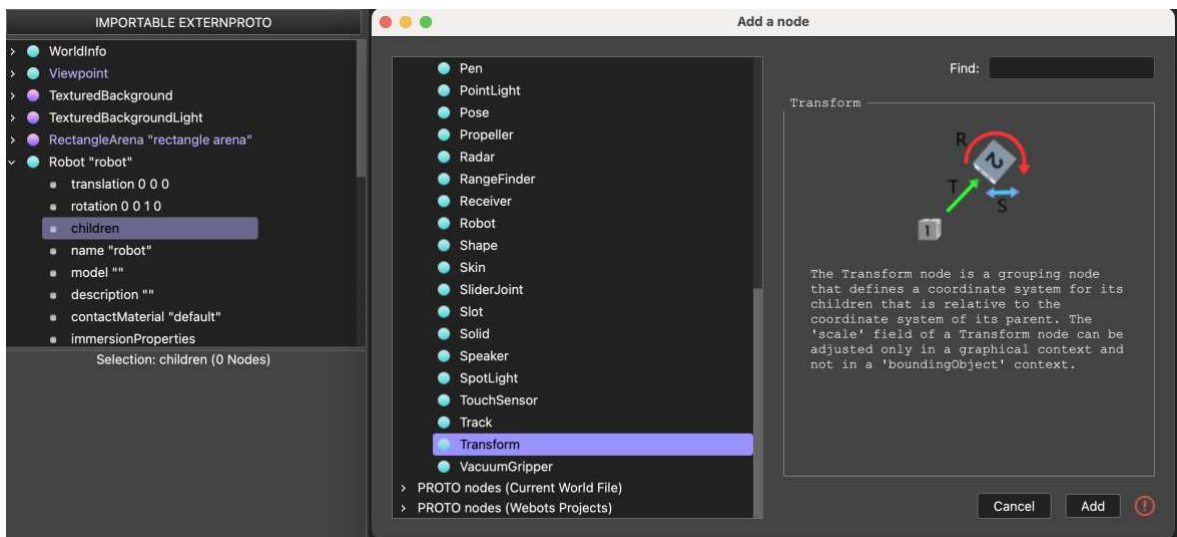 IMPORTABLE EXTERNPROTO
WorldInfo
Viewpoint
TexturedBackground
TexturedBackgroundLight
RectangleArena "rectangle arena"
Robot "robot"
translation 0 0 0
rotation 0 0 1 0
children
name "robot"
model ""
description ""
contactMaterial "default"
immersionProperties
Selection: children (0 Nodes)
Add a node
Pen
PointLight
Pose
Propeller
Radar
RangeFinder
Receiver
Robot
Shape
Skin
SliderJoint
Slot
Solid
Speaker
SpotLight
TouchSensor
Track
Transform
VacuumGripper
PROTO nodes (Current World File)
PROTO nodes (Webots Projects)
Find:
Transform
R
2
T
S
1
The Transform node is a grouping node
that defines a coordinate system for its
children that is relative to the
coordinate system of its parent. The
'scale' field of a Transform node can be
adjusted only in a graphical context and
not in a 'boundingObject' context.
Cancel
Add